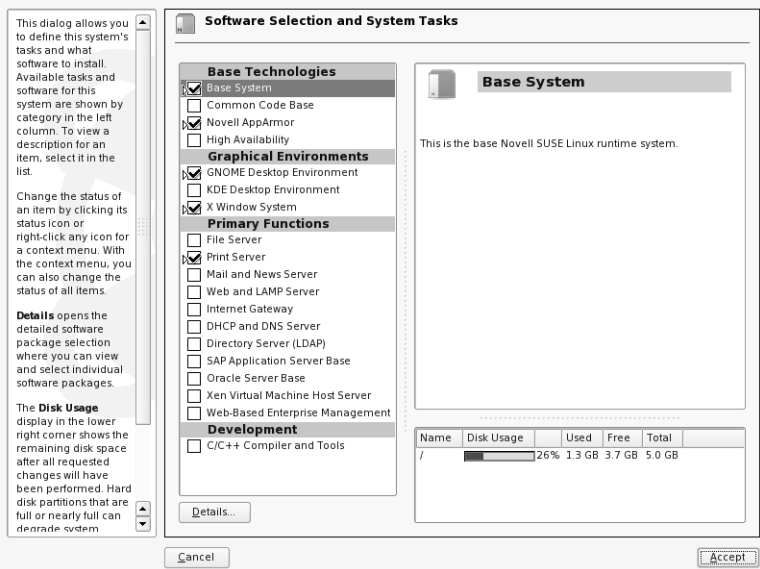 This dialog allows you
to define this system's
tasks and what
software to install.
Available tasks and
software for this
system are shown by
category in the left
column. To view a
description for an
item, select it in the
list.
Change the status of
an item by clicking its
status icon or
right-click any icon for
a context menu. With
the context menu, you
can also change the
status of all items.
Details opens the
detailed software
package selection
where you can view
and select individual
software packages.
The Disk Usage
display in the lower
right corner shows the
remaining disk space
after all requested
changes will have
been performed. Hard
disk partitions that are
full or nearly full can
degrade system
Software Selection and System Tasks
Base Technologies
Base System
Common Code Base
Novell AppArmor
High Availability
Graphical Environments
GNOME Desktop Environment
KDE Desktop Environment
X Window System
Primary Functions
File Server
Print Server
Mail and News Server
Web and LAMP Server
Internet Gateway
DHCP and DNS Server
Directory Server (LDAP)
SAP Application Server Base
Oracle Server Base
Xen Virtual Machine Host Server
Web-Based Enterprise Management
Development
C/C++ Compiler and Tools
Details...
Base System
This is the base Novell SUSE Linux runtime system.
Name Disk Usage Used Free Total
/ 26% 1.3 GB 3.7 GB 5.0 GB
Cancel
Accept